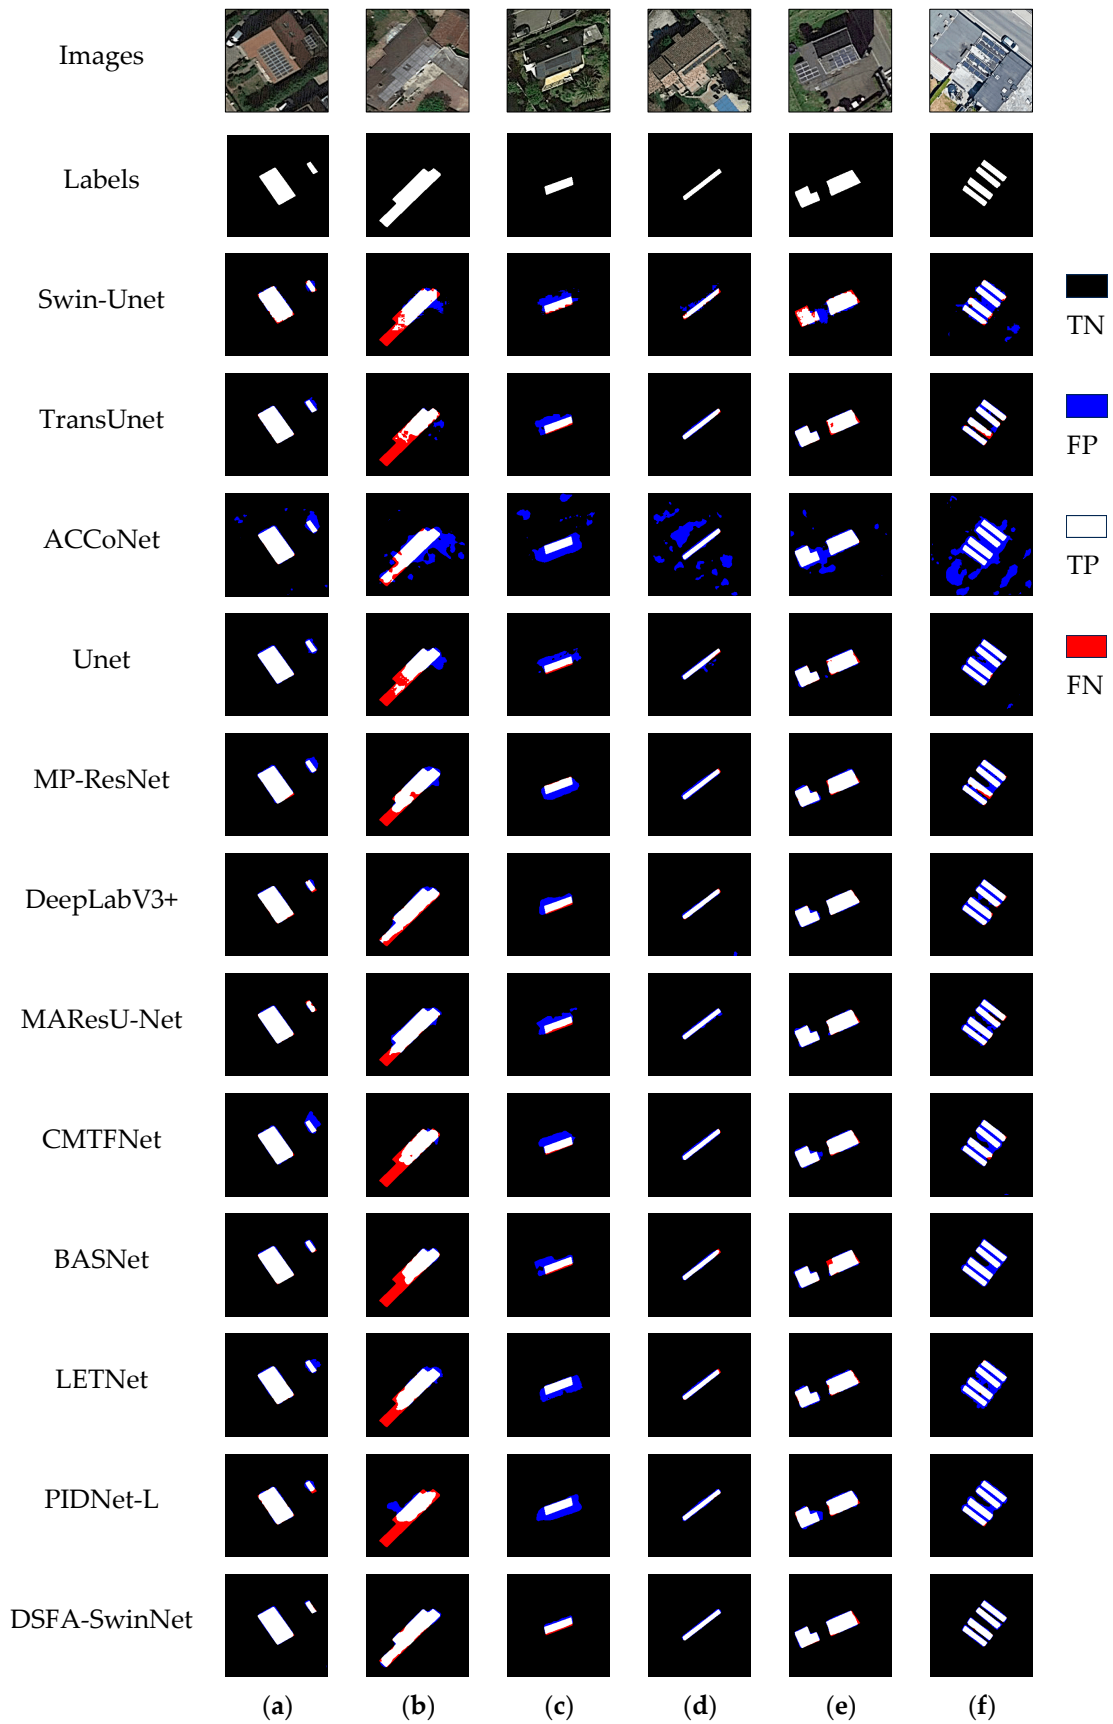 Images
Labels
Swin-Unet
TN
TransUnet
FP
ACCoNet
TP
Unet
FN
MP-ResNet
DeepLabV3+
MAResU-Net
CMTFNet
BASNet
LETNet
PIDNet-L
DSFA-SwinNet
(a) (b) (c) (d) (e) (f)